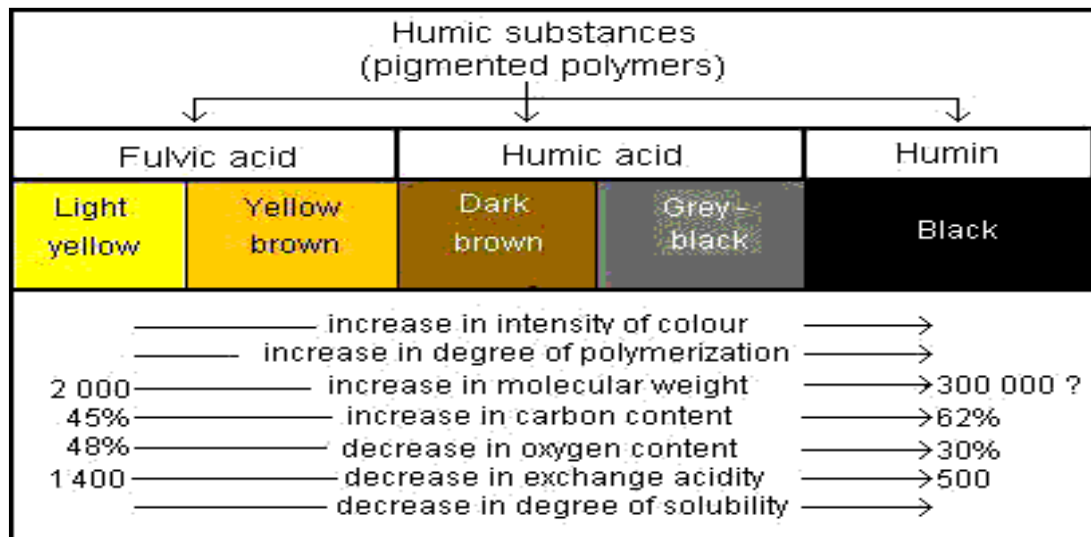 Humic substances
(pigmented polymers)
Fulvic acid Humic acid Humin
Light yellow Yellow brown Dark brown Grey- black Black
increase in intensity of colour
increase in degree of polymerization
2 000 increase in molecular weight 300 000 ?
45% increase in carbon content 62%
48% decrease in oxygen content 30%
1 400 decrease in exchange acidity 500
decrease in degree of solubility